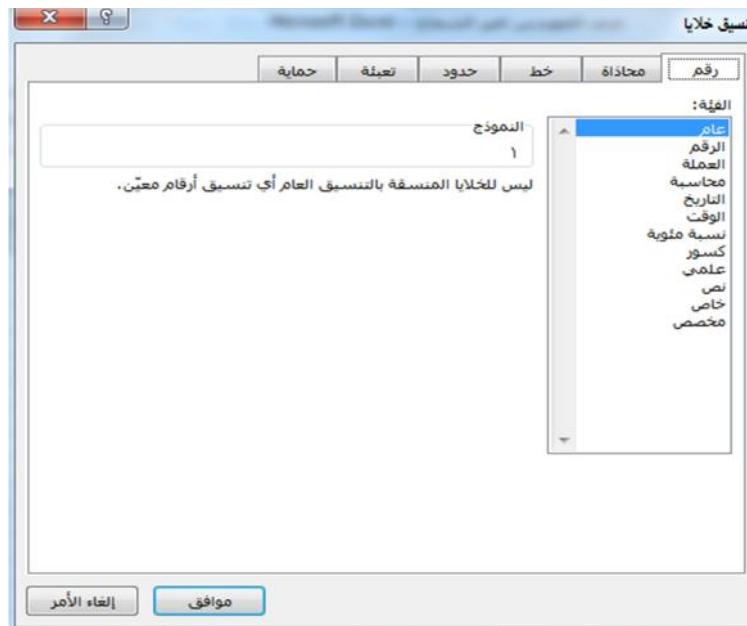 نسيق خلايا
؟
رقم محاذاة خط حدود تعبئة حماية
الفئة:
عام
الرقم
العملة
محاسبة
التاريخ
الوقت
نسبة مئوية
كسور
علمي
نص
خاص
مخصص
النموذج
١
ليس للخلايا المنسقة بالتنسيق العام أي تنسيق أرقام معيّن.
موافق إلغاء الأمر